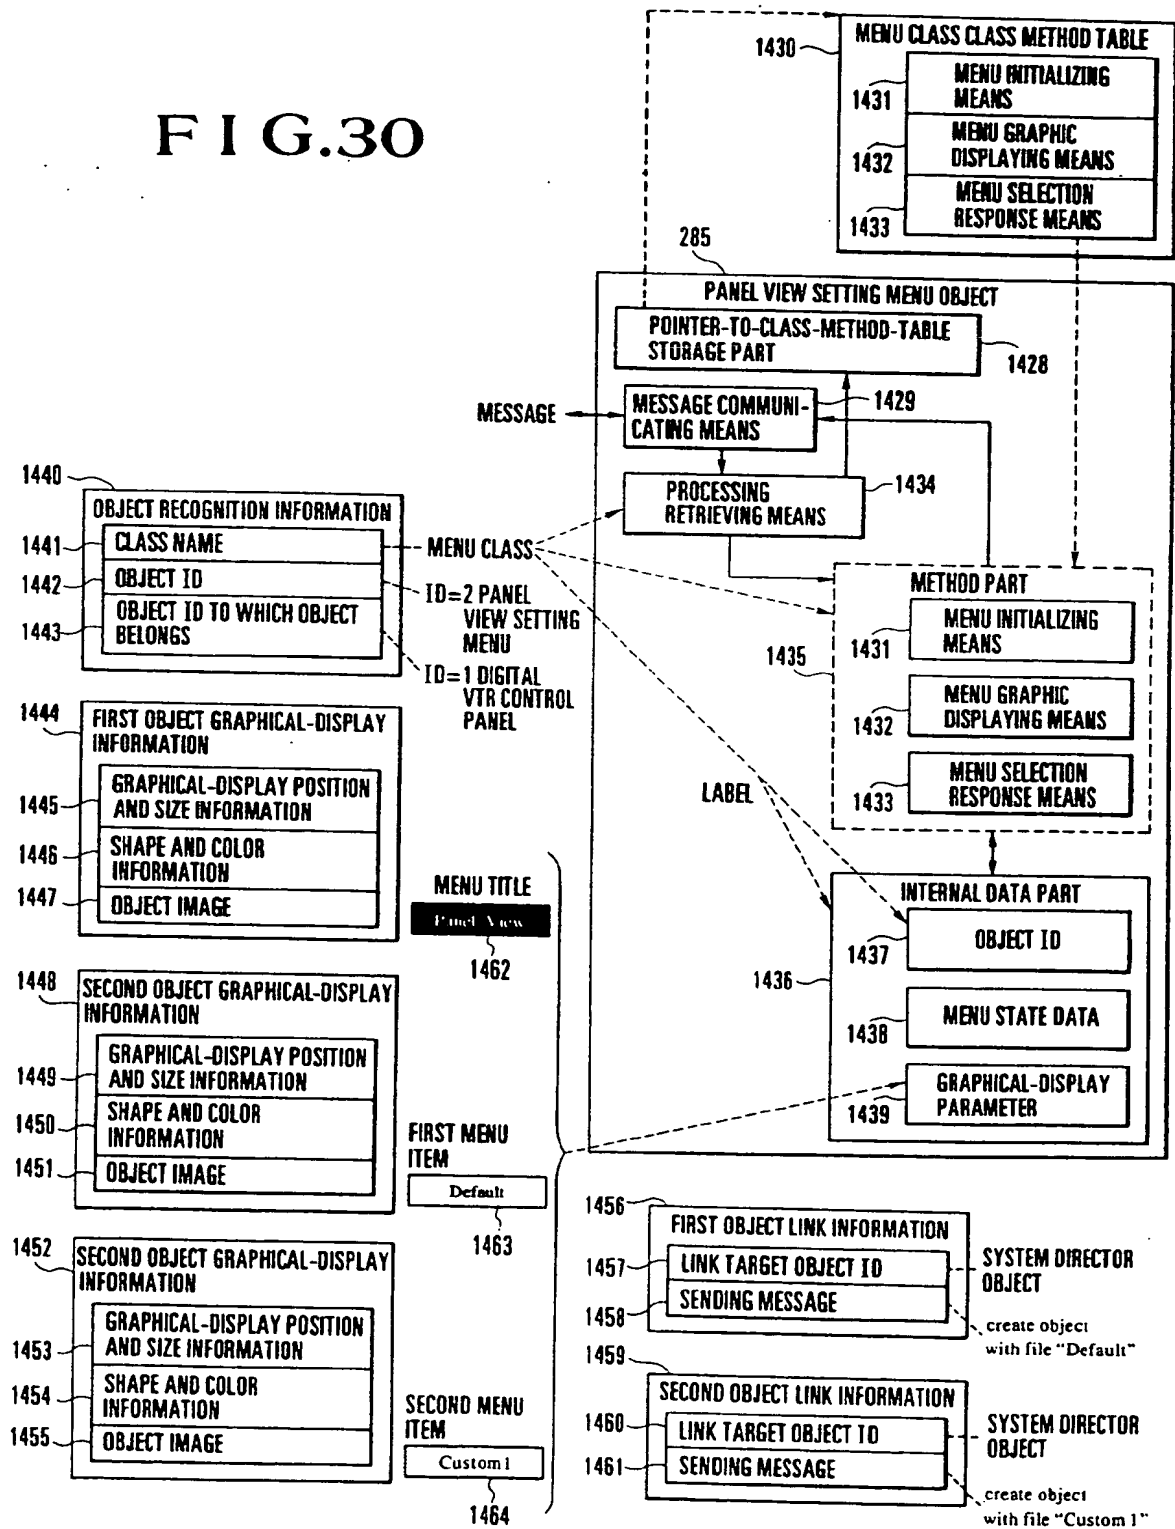 FIG.30
1430
MENU CLASS CLASS METHOD TABLE
1431
MENU INITIALIZING
MEANS
1432
MENU GRAPHIC
DISPLAYING MEANS
1433
MENU SELECTION
RESPONSE MEANS
285
PANEL VIEW SETTING MENU OBJECT
POINTER-TO-CLASS-METHOD-TABLE
STORAGE PART
1428
MESSAGE
MESSAGE COMMUNI-
CATING MEANS
1429
PROCESSING
RETRIEVING MEANS
1434
1440
OBJECT RECOGNITION INFORMATION
1441
CLASS NAME
MENU CLASS
1442
OBJECT ID
ID=2 PANEL
VIEW SETTING
MENU
1443
OBJECT ID TO WHICH OBJECT
BELONGS
ID=1 DIGITAL
VTR CONTROL
PANEL
METHOD PART
1435
1431
MENU INITIALIZING
MEANS
1432
MENU GRAPHIC
DISPLAYING MEANS
1433
MENU SELECTION
RESPONSE MEANS
LABEL
1444
FIRST OBJECT GRAPHICAL-DISPLAY
INFORMATION
1445
GRAPHICAL-DISPLAY POSITION
AND SIZE INFORMATION
1446
SHAPE AND COLOR
INFORMATION
1447
OBJECT IMAGE
MENU TITLE
Panel View
1462
INTERNAL DATA PART
1436
1437
OBJECT ID
1438
MENU STATE DATA
1439
GRAPHICAL-DISPLAY
PARAMETER
1448
SECOND OBJECT GRAPHICAL-DISPLAY
INFORMATION
1449
GRAPHICAL-DISPLAY POSITION
AND SIZE INFORMATION
1450
SHAPE AND COLOR
INFORMATION
1451
OBJECT IMAGE
FIRST MENU
ITEM
Default
1463
1452
SECOND OBJECT GRAPHICAL-DISPLAY
INFORMATION
1453
GRAPHICAL-DISPLAY POSITION
AND SIZE INFORMATION
1454
SHAPE AND COLOR
INFORMATION
1455
OBJECT IMAGE
SECOND MENU
ITEM
Custom1
1464
1456
FIRST OBJECT LINK INFORMATION
1457
LINK TARGET OBJECT ID
SYSTEM DIRECTOR
OBJECT
1458
SENDING MESSAGE
create object
with file "Default"
1459
SECOND OBJECT LINK INFORMATION
1460
LINK TARGET OBJECT ID
SYSTEM DIRECTOR
OBJECT
1461
SENDING MESSAGE
create object
with file "Custom 1"